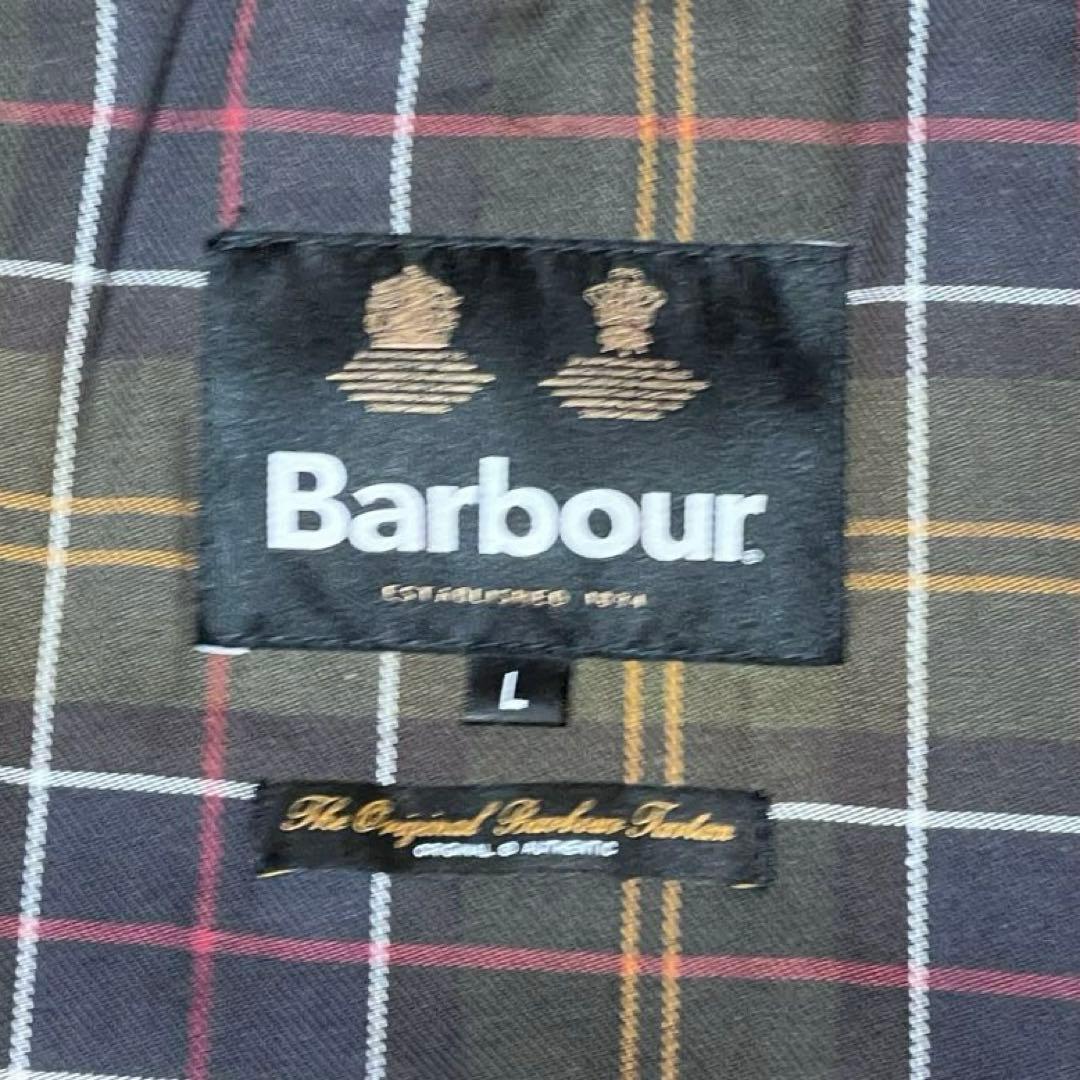 Barbour
ESTABLISHED 1894
L
The Original Barbour Tartan
ORIGINAL & AUTHENTIC